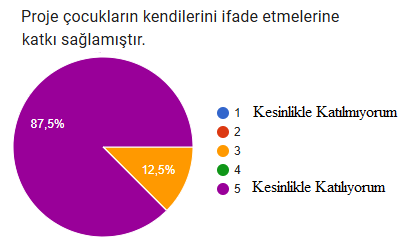 Proje çocukların kendilerini ifade etmelerine
katkı sağlamıştır.
87,5%
12,5%
1 Kesinlikle Katılmıyorum
2
3
4
5 Kesinlikle Katılıyorum